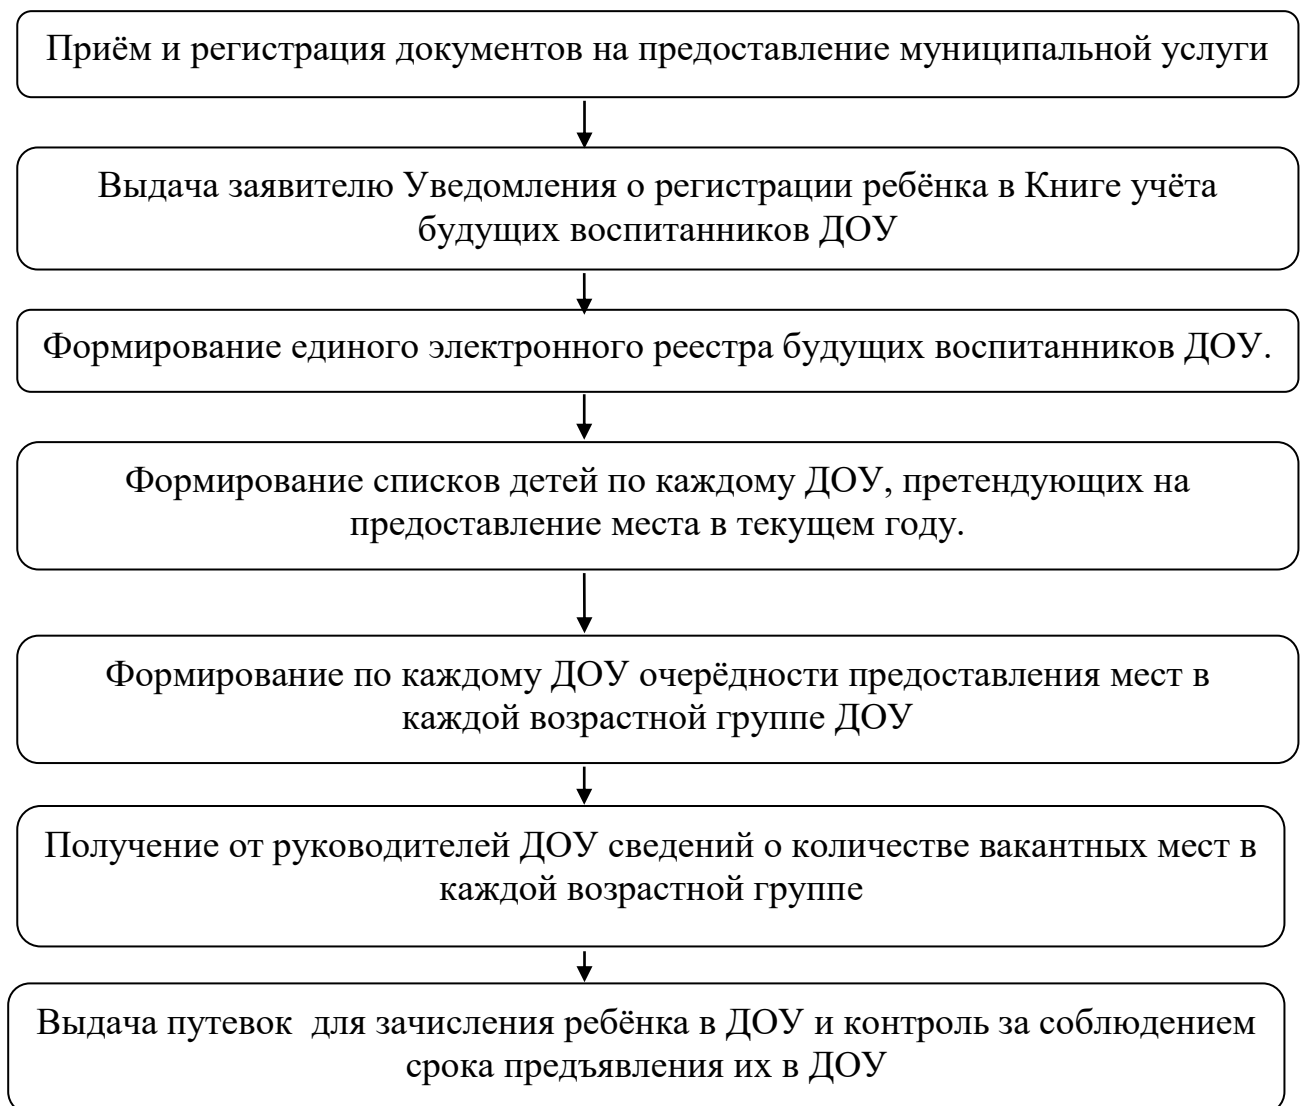 Приём и регистрация документов на предоставление муниципальной услуги
Выдача заявителю Уведомления о регистрации ребёнка в Книге учёта
будущих воспитанников ДОУ
Формирование единого электронного реестра будущих воспитанников ДОУ.
Формирование списков детей по каждому ДОУ, претендующих на
предоставление места в текущем году.
Формирование по каждому ДОУ очерёдности предоставления мест в
каждой возрастной группе ДОУ
Получение от руководителей ДОУ сведений о количестве вакантных мест в
каждой возрастной группе
Выдача путевок  для зачисления ребёнка в ДОУ и контроль за соблюдением
срока предъявления их в ДОУ